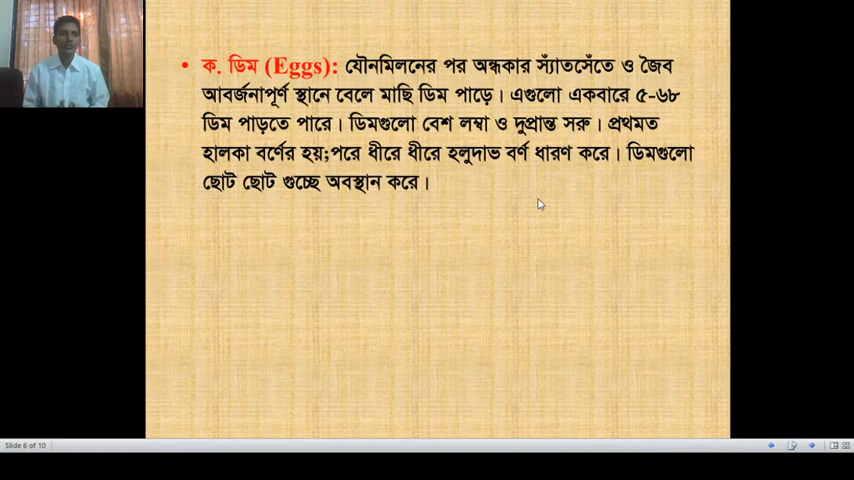 • ক. ডিম (Eggs): যৌনমিলনের পর অন্ধকার স্যাঁতসেঁতে ও জৈব
আবর্জনাপূর্ণ স্থানে বেলে মাছি ডিম পাড়ে। এগুলো একবারে ৫-৬৮
ডিম পাড়তে পারে। ডিমগুলো বেশ লম্বা ও দুপ্রান্ত সরু। প্রথমত
হালকা বর্ণের হয়;পরে ধীরে ধীরে হলুদাভ বর্ণ ধারণ করে। ডিমগুলো
ছোট ছোট গুচ্ছে অবস্থান করে।
Slide 6 of 10